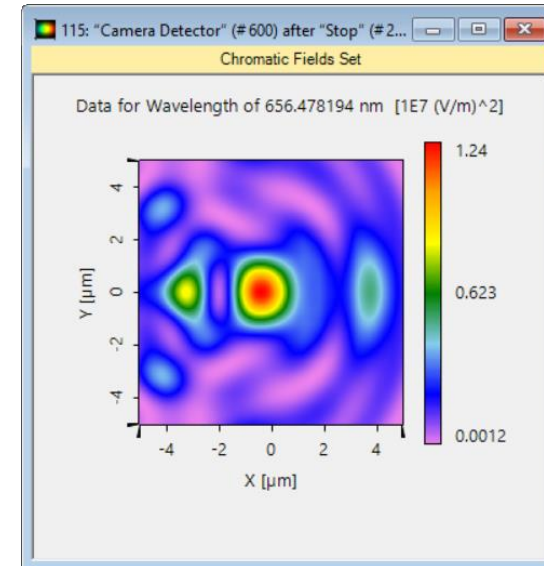 115: "Camera Detector" (#600) after "Stop" (#2...
Chromatic Fields Set
Data for Wavelength of 656.478194 nm [1E7 (V/m)^2]
1.24
0.623
0.0012
4
2
0
-2
-4
Y [µm]
-4 -2 0 2 4
X [µm]